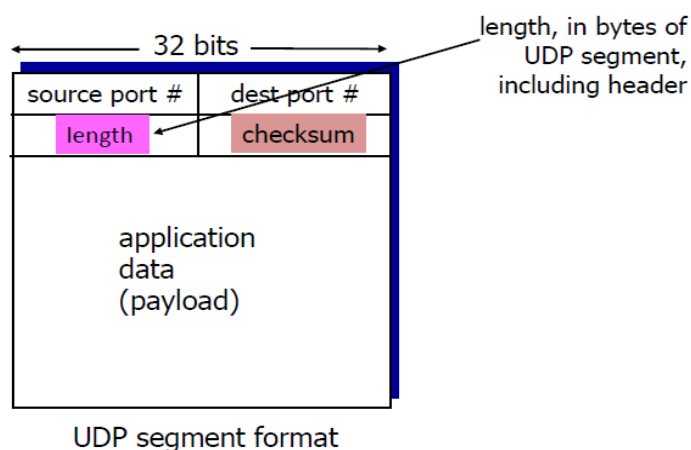 32 bits
length, in bytes of
UDP segment,
including header
source port #
dest port #
length
checksum
application
data
(payload)
UDP segment format